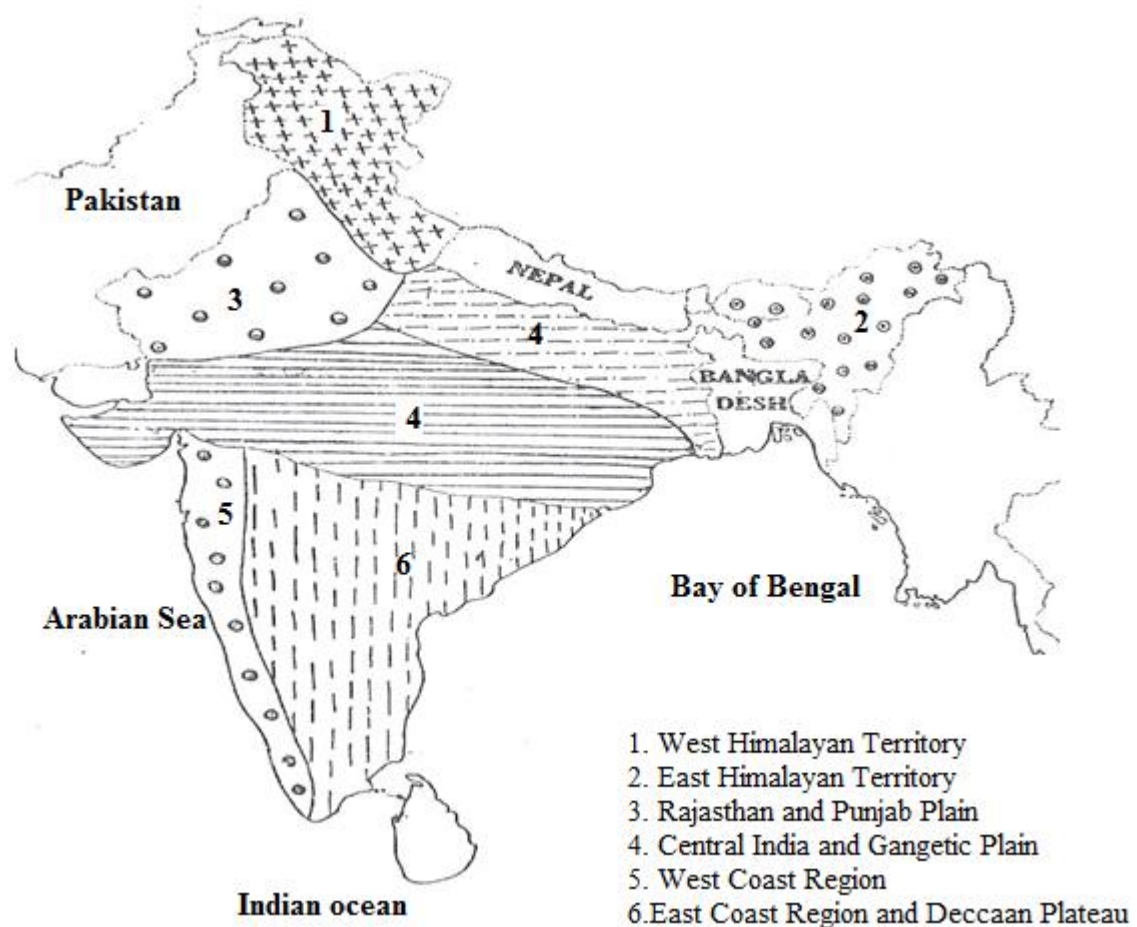 1
Pakistan
NEPAL
3
2
4
BANGLA
DESH
4
5
6
Bay of Bengal
Arabian Sea
1. West Himalayan Territory
2. East Himalayan Territory
3. Rajasthan and Punjab Plain
4. Central India and Gangetic Plain
5. West Coast Region
6.East Coast Region and Deccaan Plateau
Indian ocean